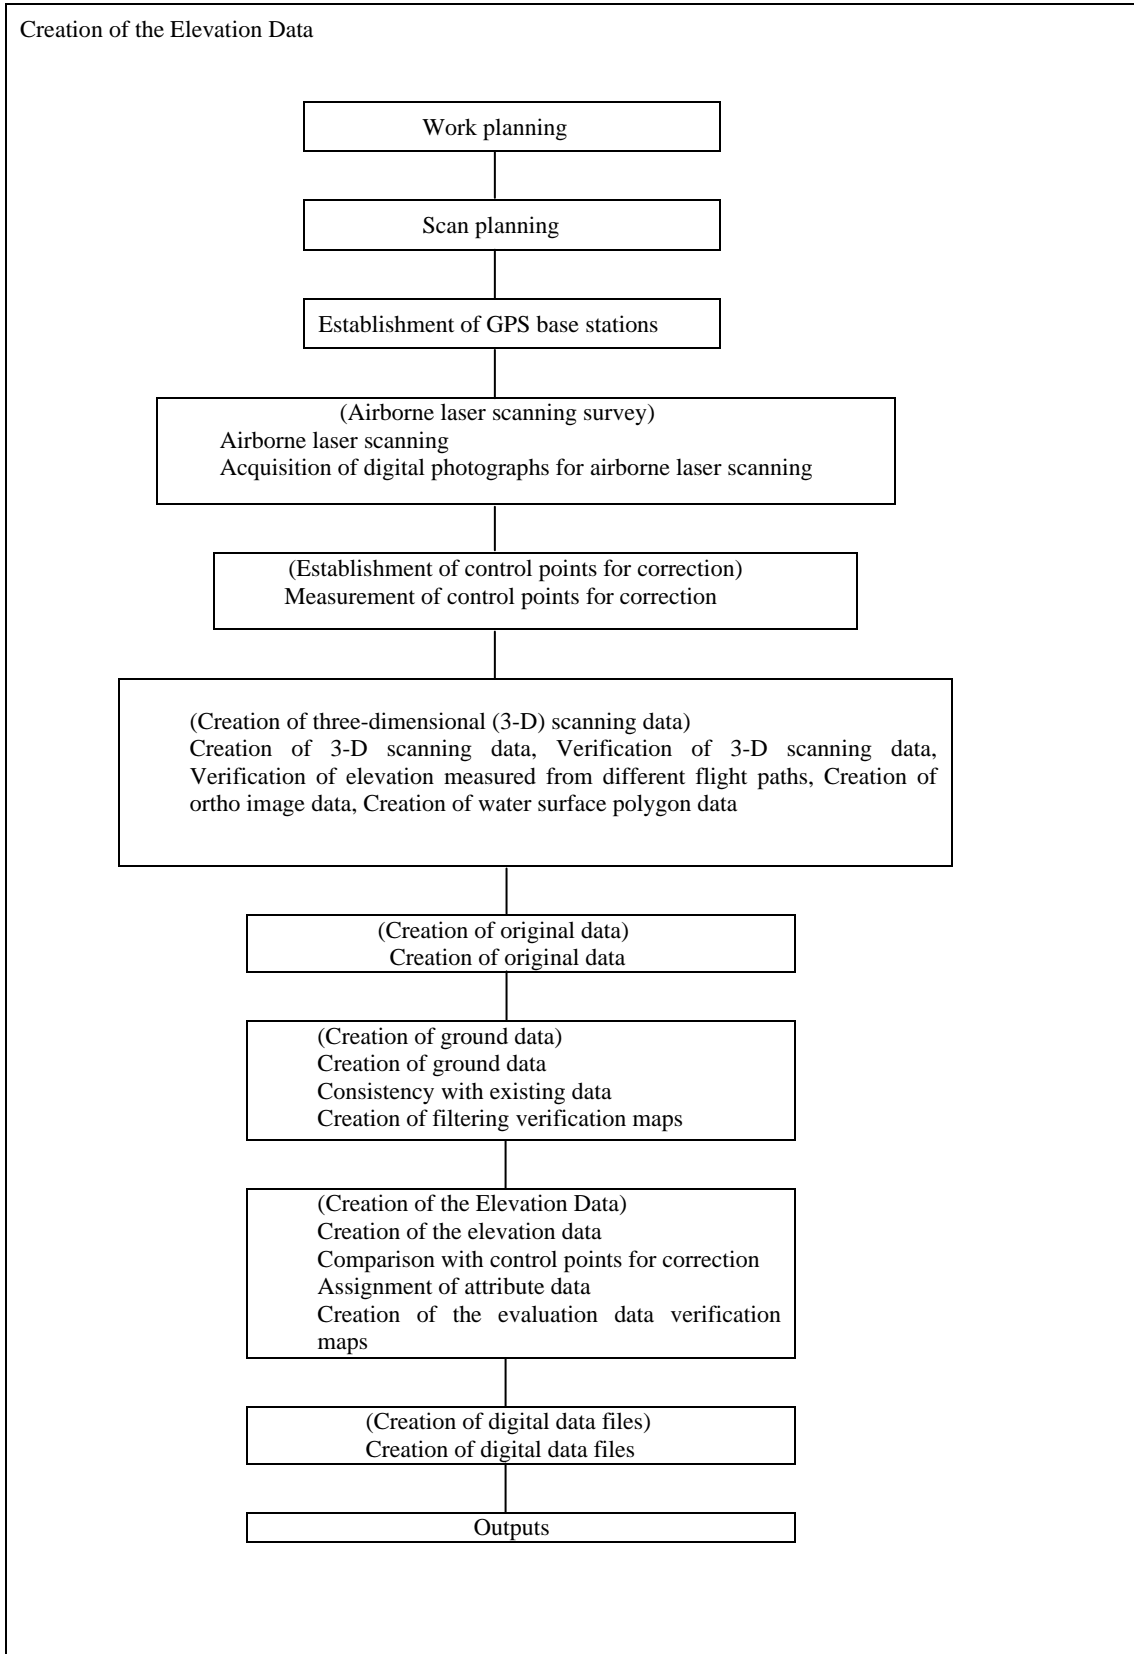 Creation of the Elevation Data
Work planning
Scan planning
Establishment of GPS base stations
(Airborne laser scanning survey)
Airborne laser scanning
Acquisition of digital photographs for airborne laser scanning
(Establishment of control points for correction)
Measurement of control points for correction
(Creation of three-dimensional (3-D) scanning data)
Creation of 3-D scanning data, Verification of 3-D scanning data,
Verification of elevation measured from different flight paths, Creation of
ortho image data, Creation of water surface polygon data
(Creation of original data)
Creation of original data
(Creation of ground data)
Creation of ground data
Consistency with existing data
Creation of filtering verification maps
(Creation of the Elevation Data)
Creation of the elevation data
Comparison with control points for correction
Assignment of attribute data
Creation of the evaluation data verification
maps
(Creation of digital data files)
Creation of digital data files
Outputs